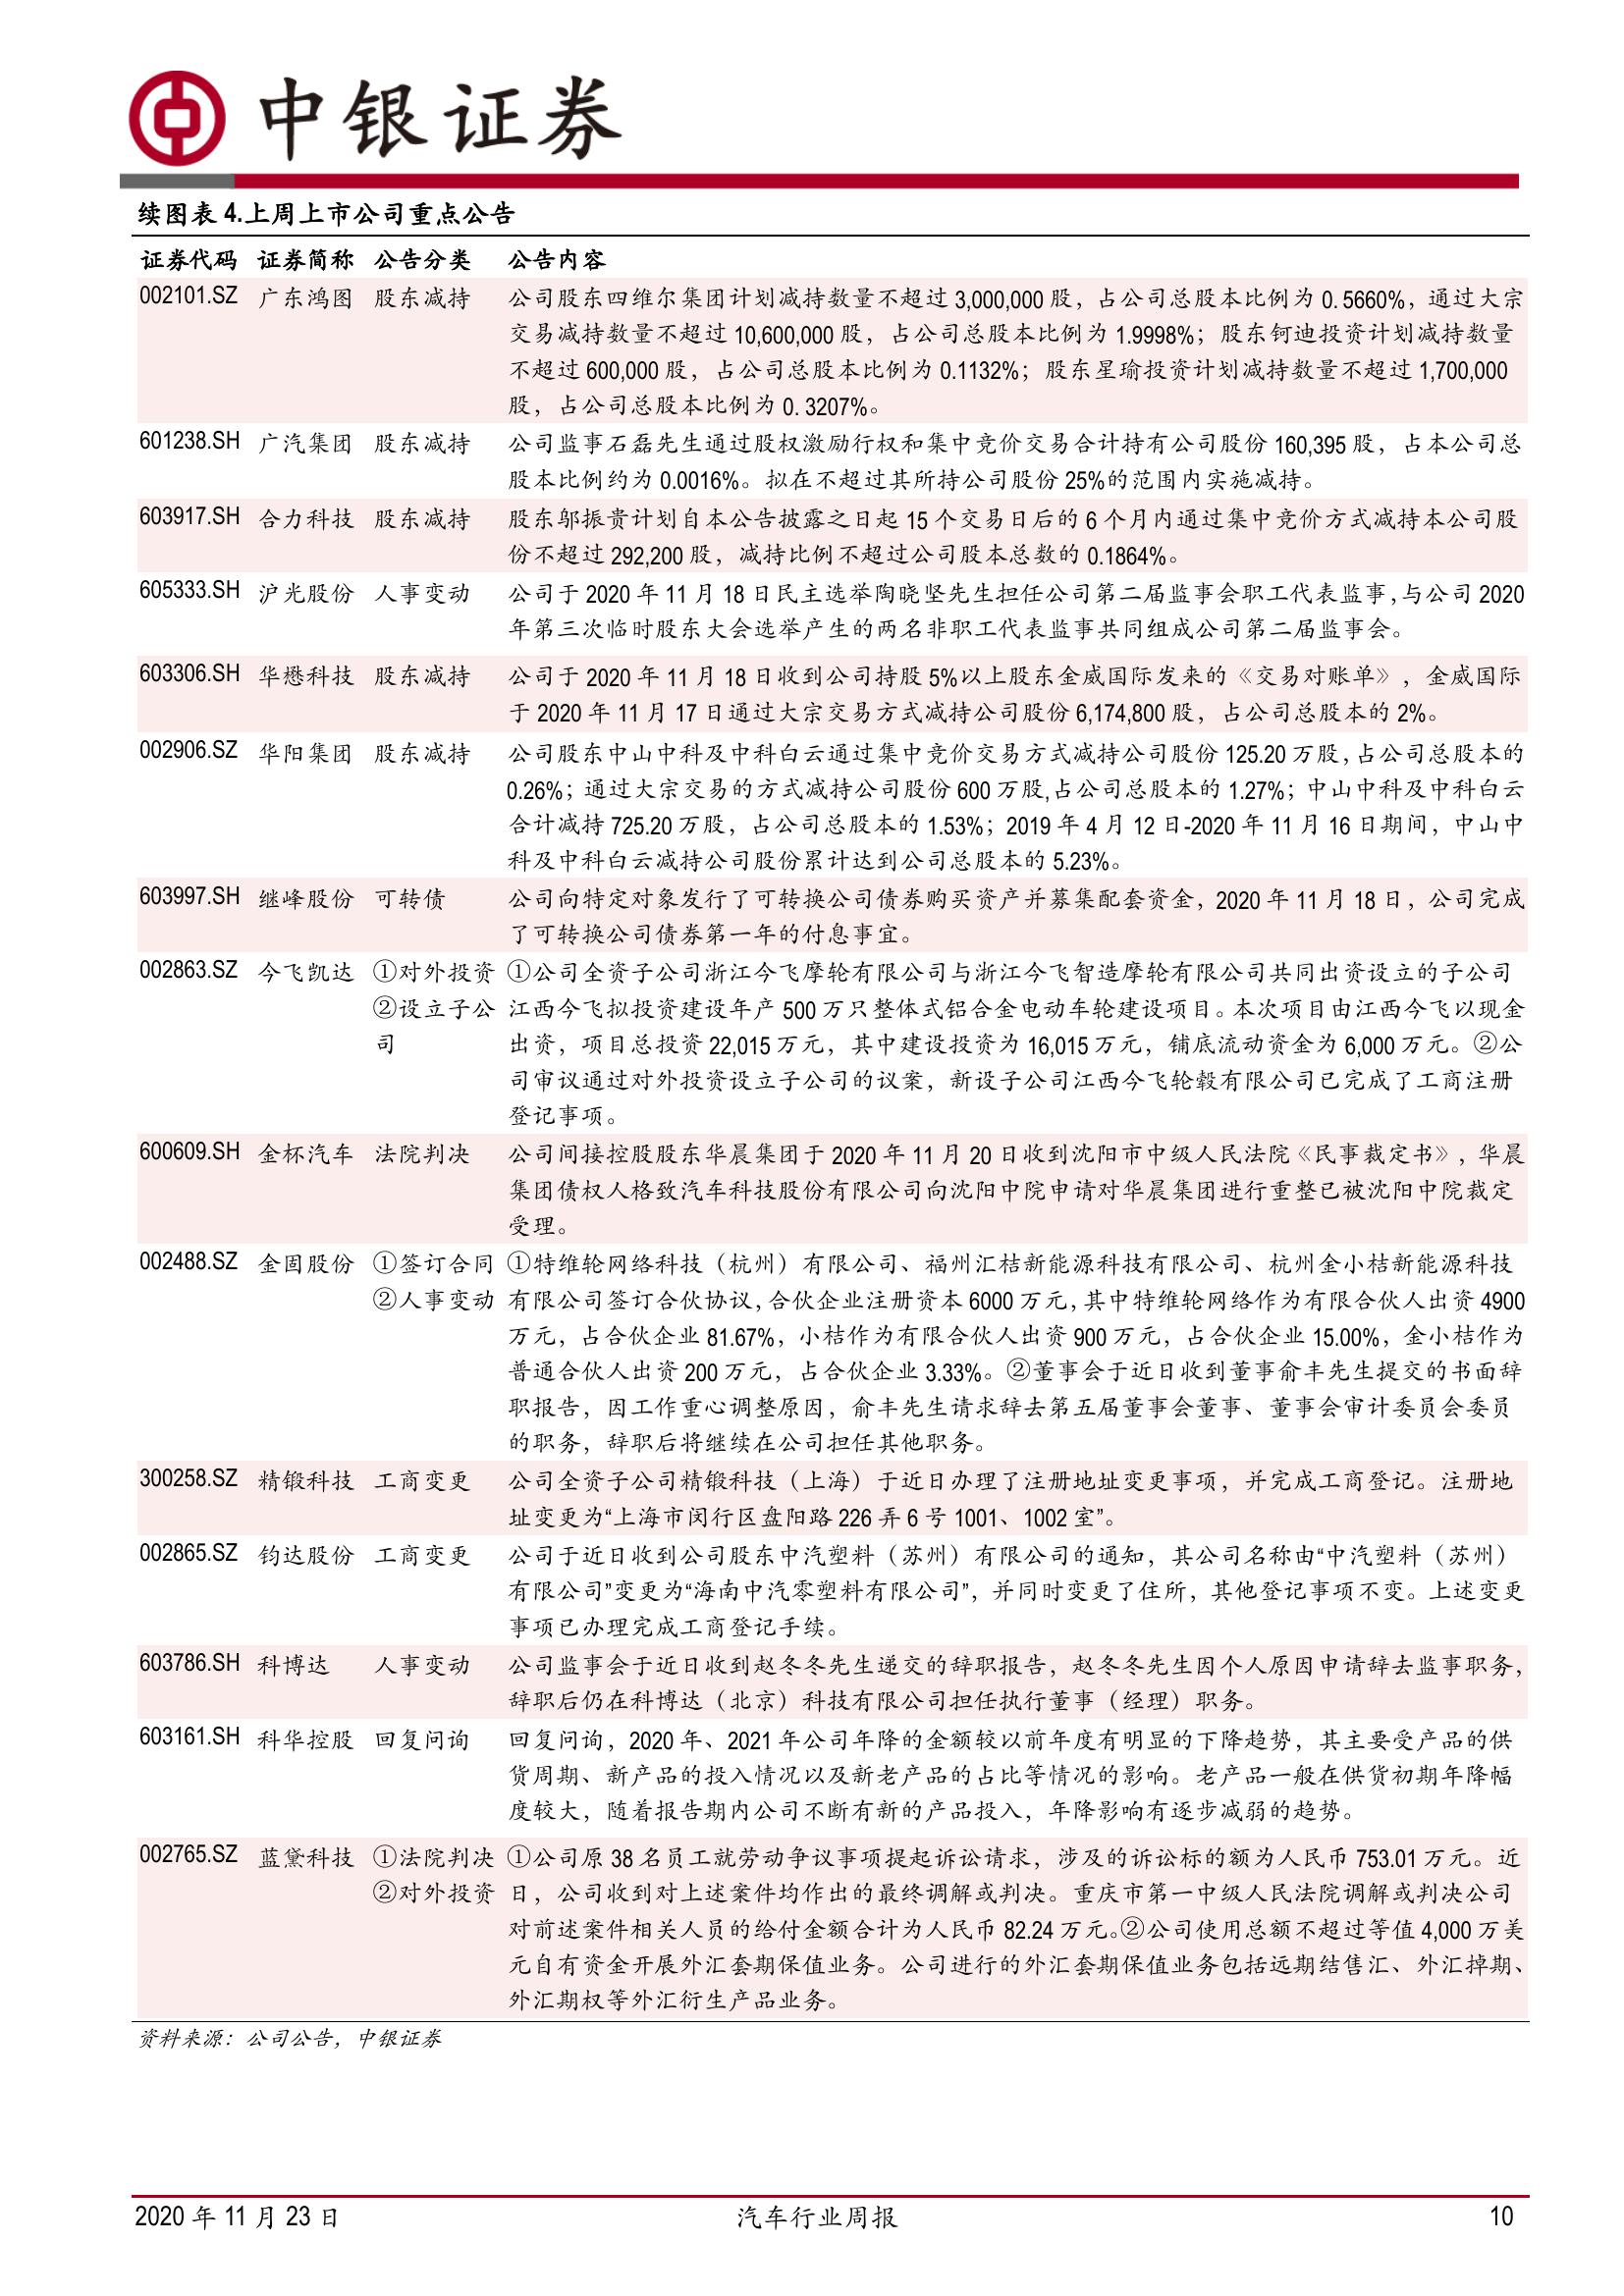 中银证券
续图表 4.上周上市公司重点公告
证券代码 证券简称 公告分类 公告内容
002101.SZ 广东鸿图 股东减持 公司股东四维尔集团计划减持数量不超过 3,000,000 股，占公司总股本比例为 0. 5660%，通过大宗
交易减持数量不超过 10,600,000 股，占公司总股本比例为 1.9998%；股东钶迪投资计划减持数量
不超过 600,000 股，占公司总股本比例为 0.1132%；股东星瑜投资计划减持数量不超过 1,700,000
股，占公司总股本比例为 0. 3207%。
601238.SH 广汽集团 股东减持 公司监事石磊先生通过股权激励行权和集中竞价交易合计持有公司股份 160,395 股，占本公司总
股本比例约为 0.0016%。拟在不超过其所持公司股份 25%的范围内实施减持。
603917.SH 合力科技 股东减持 股东邬振贵计划自本公告披露之日起 15 个交易日后的 6 个月内通过集中竞价方式减持本公司股
份不超过 292,200 股，减持比例不超过公司股本总数的 0.1864%。
605333.SH 沪光股份 人事变动 公司于 2020 年 11 月 18 日民主选举陶晓坚先生担任公司第二届监事会职工代表监事,与公司 2020
年第三次临时股东大会选举产生的两名非职工代表监事共同组成公司第二届监事会。
603306.SH 华懋科技 股东减持 公司于 2020 年 11 月 18 日收到公司持股 5%以上股东金威国际发来的《交易对账单》，金威国际
于 2020 年 11 月 17 日通过大宗交易方式减持公司股份 6,174,800 股，占公司总股本的 2%。
002906.SZ 华阳集团 股东减持 公司股东中山中科及中科白云通过集中竞价交易方式减持公司股份 125.20 万股,占公司总股本的
0.26%；通过大宗交易的方式减持公司股份 600 万股,占公司总股本的 1.27%；中山中科及中科白云
合计减持 725.20 万股，占公司总股本的 1.53%；2019 年 4 月 12 日-2020 年 11 月 16 日期间，中山中
科及中科白云减持公司股份累计达到公司总股本的 5.23%。
603997.SH 继峰股份 可转债 公司向特定对象发行了可转换公司债券购买资产并募集配套资金，2020 年 11 月 18 日，公司完成
了可转换公司债券第一年的付息事宜。
002863.SZ 今飞凯达 ①对外投资 ①公司全资子公司浙江今飞摩轮有限公司与浙江今飞智造摩轮有限公司共同出资设立的子公司
②设立子公 江西今飞拟投资建设年产 500 万只整体式铝合金电动车轮建设项目。本次项目由江西今飞以现金
司 出资，项目总投资 22,015 万元，其中建设投资为 16,015 万元，铺底流动资金为 6,000 万元。②公
司审议通过对外投资设立子公司的议案，新设子公司江西今飞轮毂有限公司已完成了工商注册
登记事项。
600609.SH 金杯汽车 法院判决 公司间接控股股东华晨集团于 2020 年 11 月 20 日收到沈阳市中级人民法院《民事裁定书》，华晨
集团债权人格致汽车科技股份有限公司向沈阳中院申请对华晨集团进行重整已被沈阳中院裁定
受理。
002488.SZ 金固股份 ①签订合同 ①特维轮网络科技（杭州）有限公司、福州汇桔新能源科技有限公司、杭州金小桔新能源科技
②人事变动 有限公司签订合伙协议,合伙企业注册资本 6000 万元,其中特维轮网络作为有限合伙人出资 4900
万元，占合伙企业 81.67%，小桔作为有限合伙人出资 900 万元，占合伙企业 15.00%，金小桔作为
普通合伙人出资 200 万元，占合伙企业 3.33%。②董事会于近日收到董事俞丰先生提交的书面辞
职报告，因工作重心调整原因，俞丰先生请求辞去第五届董事会董事、董事会审计委员会委员
的职务，辞职后将继续在公司担任其他职务。
300258.SZ 精锻科技 工商变更 公司全资子公司精锻科技（上海）于近日办理了注册地址变更事项，并完成工商登记。注册地
址变更为“上海市闵行区盘阳路 226 弄 6 号 1001、1002 室”。
002865.SZ 钧达股份 工商变更 公司于近日收到公司股东中汽塑料（苏州）有限公司的通知，其公司名称由“中汽塑料（苏州）
有限公司”变更为“海南中汽零塑料有限公司”，并同时变更了住所，其他登记事项不变。上述变更
事项已办理完成工商登记手续。
603786.SH 科博达 人事变动 公司监事会于近日收到赵冬冬先生递交的辞职报告，赵冬冬先生因个人原因申请辞去监事职务，
辞职后仍在科博达（北京）科技有限公司担任执行董事（经理）职务。
603161.SH 科华控股 回复问询 回复问询，2020 年、2021 年公司年降的金额较以前年度有明显的下降趋势，其主要受产品的供
货周期、新产品的投入情况以及新老产品的占比等情况的影响。老产品一般在供货初期年降幅
度较大，随着报告期内公司不断有新的产品投入，年降影响有逐步减弱的趋势。
002765.SZ 蓝黛科技 ①法院判决 ①公司原 38 名员工就劳动争议事项提起诉讼请求，涉及的诉讼标的额为人民币 753.01 万元。近
②对外投资 日，公司收到对上述案件均作出的最终调解或判决。重庆市第一中级人民法院调解或判决公司
对前述案件相关人员的给付金额合计为人民币 82.24 万元。②公司使用总额不超过等值 4,000 万美
元自有资金开展外汇套期保值业务。公司进行的外汇套期保值业务包括远期结售汇、外汇掉期、
外汇期权等外汇衍生产品业务。
资料来源：公司公告，中银证券
2020 年 11 月 23 日 汽车行业周报 10